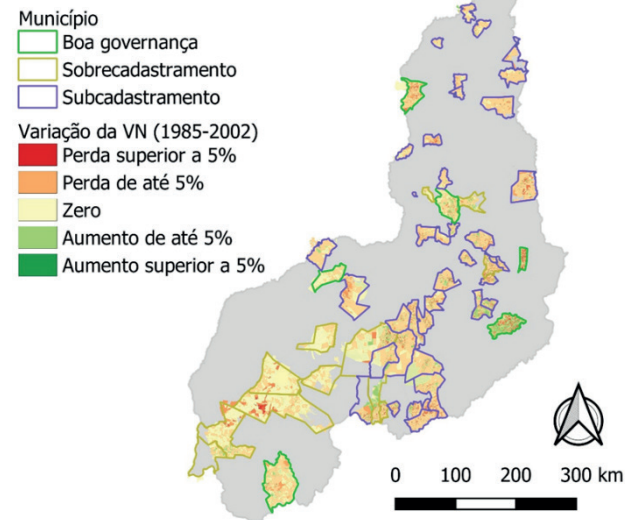 Município
Boa governança
Sobrecadastramento
Subcadastramento
Variação da VN (1985-2002)
Perda superior a 5%
Perda de até 5%
Zero
Aumento de até 5%
Aumento superior a 5%
0 100 200 300 km